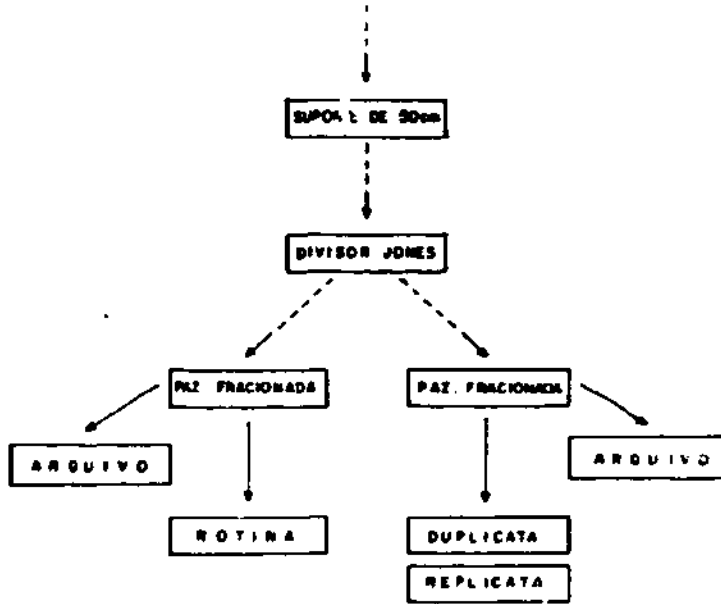 DE 50cm
DIVISOR JONES
PAZ FRACIONADA
PAZ. FRACIONADA
ARQUIVO
ARQUIVO
ROTINA
DUPLICATA
REPLICATA